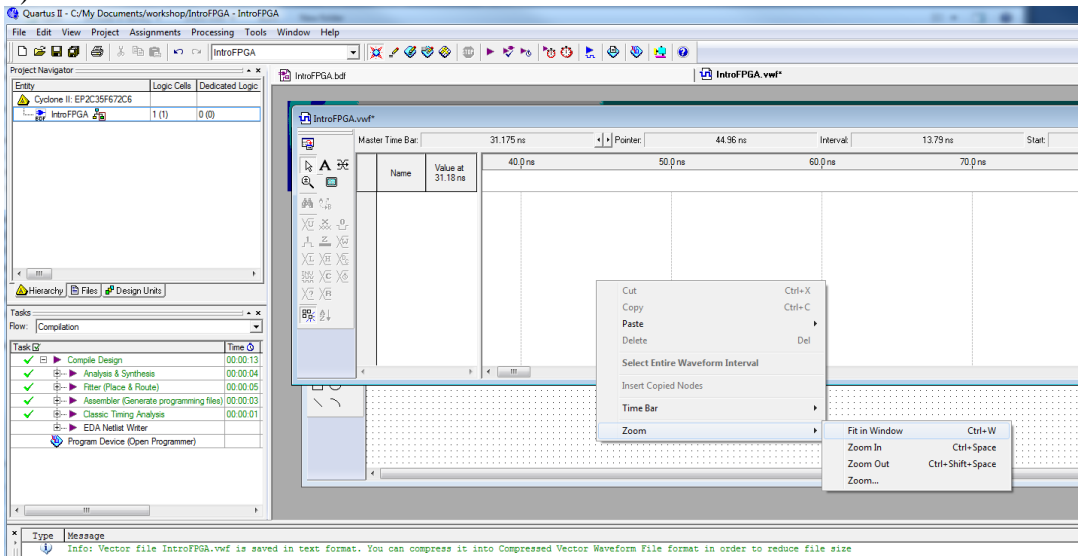 Quartus II - C:/My Documents/workshop/IntroFPGA - IntroFPGA
File Edit View Project Assignments Processing Tools Window Help
IntroFPGA
Project Navigator
Entity Logic Cells Dedicated Logic
Cyclone II: EP2C35F672C6
IntroFPGA 1 (1) 0 (0)
Hierarchy Files Design Units
Tasks
Flow: Compilation
Task Time
Compile Design 00:00:13
Analysis & Synthesis 00:00:04
Fitter (Place & Route) 00:00:05
Assembler (Generate programming files) 00:00:03
Classic Timing Analysis 00:00:01
EDA Netlist Writer
Program Device (Open Programmer)
IntroFPGA.bdf IntroFPGA.vwf*
IntroFPGA.vwf*
Master Time Bar: 31.175 ns Pointer: 44.96 ns Interval: 13.79 ns Start:
Name Value at 31.18 ns
40.0 ns 50.0 ns 60.0 ns 70.0 ns
Cut Ctrl+X
Copy Ctrl+C
Paste
Delete Del
Select Entire Waveform Interval
Insert Copied Nodes
Time Bar
Zoom
Fit in Window Ctrl+W
Zoom In Ctrl+Space
Zoom Out Ctrl+Shift+Space
Zoom...
Type Message
Info: Vector file IntroFPGA.vwf is saved in text format. You can compress it into Compressed Vector Waveform File format in order to reduce file size